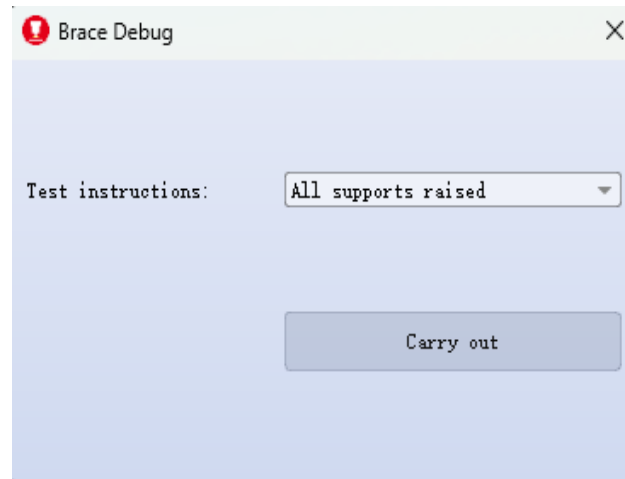 Brace Debug
Test instructions:
All supports raised
Carry out